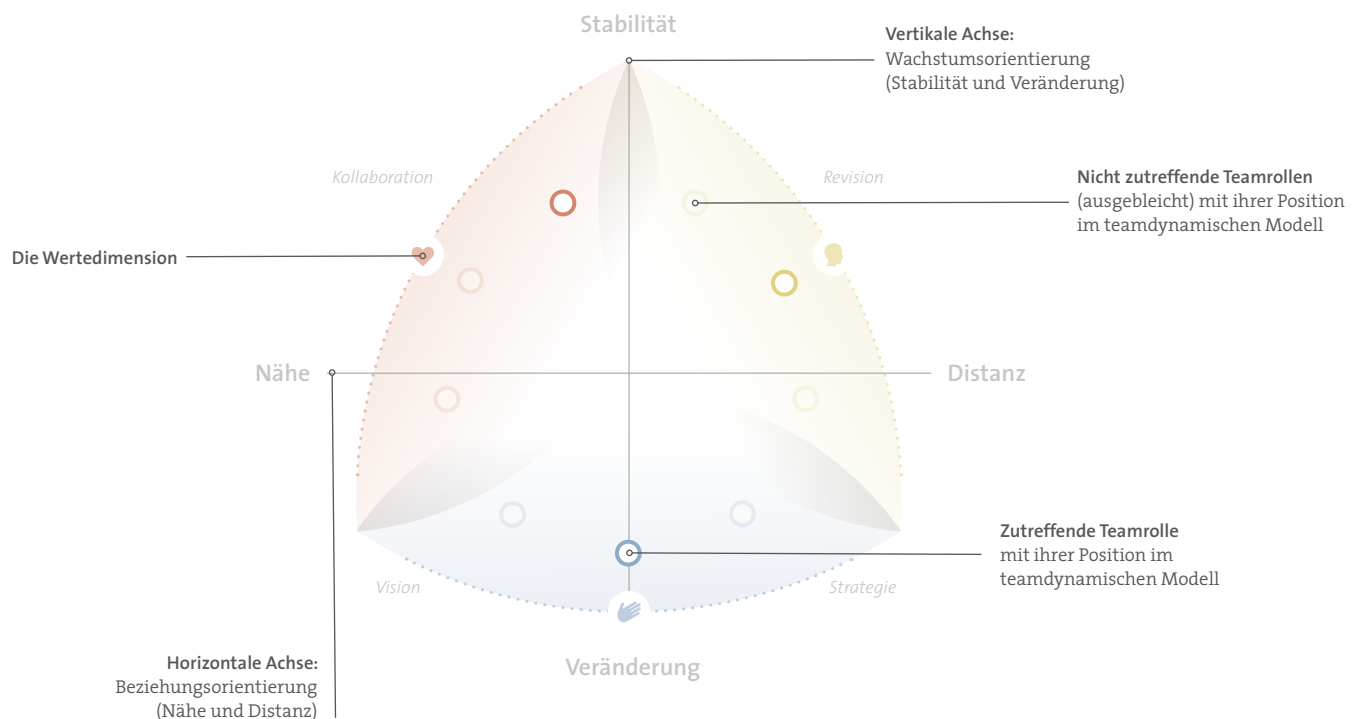 Stabilität
Vertikale Achse:
Wachstumsorientierung
(Stabilität und Veränderung)
Kollaboration
Revision
Nicht zutreffende Teamrollen
(ausgebleicht) mit ihrer Position
im teamdynamischen Modell
Die Wertedimension
Nähe
Distanz
Zutreffende Teamrolle
mit ihrer Position im
teamdynamischen Modell
Vision
Strategie
Veränderung
Horizontale Achse:
Beziehungsorientierung
(Nähe und Distanz)